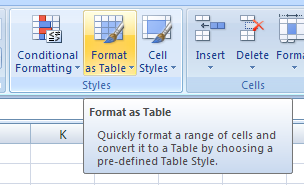 Conditional Formatting
Format as Table
Cell Styles
Insert
Delete
Styles
Cells
Format as Table
Quickly format a range of cells and
convert it to a Table by choosing a
pre-defined Table Style.
K